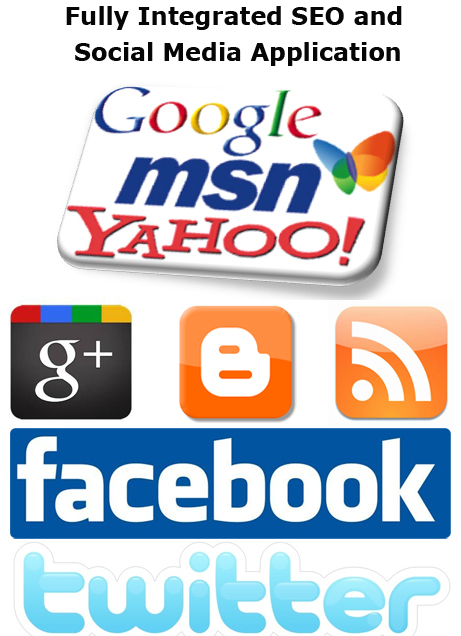 Fully Integrated SEO and
Social Media Application
Google
msn
YAHOO!
g+
B
facebook
twitter